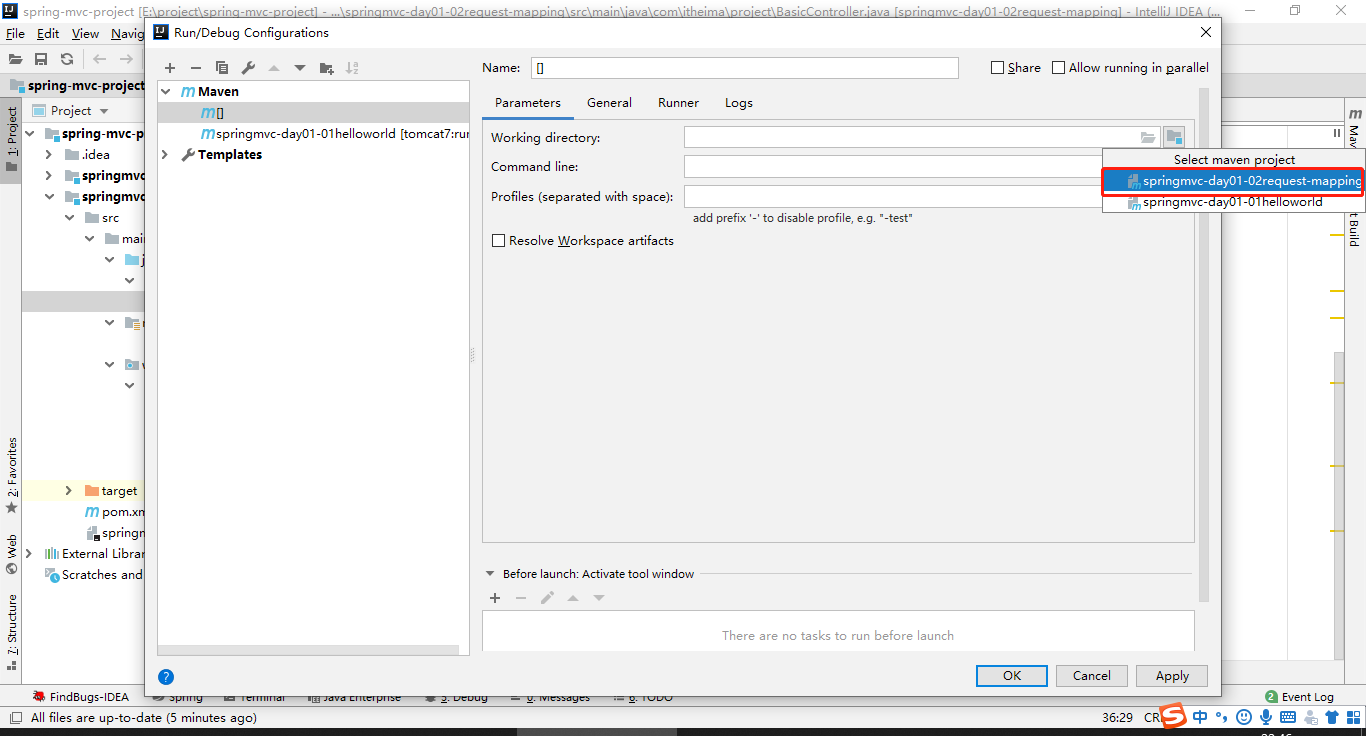 spring-mvc-project [E:\project\spring-mvc-project] - ...\springmvc-day01-02request-mapping\src\main\java\com\itheima\project\BasicController.java [springmvc-day01-02request-mapping] - IntelliJ IDEA (...
File Edit View Navig
Run/Debug Configurations
spring-mvc-project
Name: []
Share
Allow running in parallel
Maven
[]
springmvc-day01-01helloworld [tomcat7:run
Templates
Parameters General Runner Logs
Working directory:
Command line:
Profiles (separated with space):
add prefix '-' to disable profile, e.g. "-test"
Resolve Workspace artifacts
Select maven project
springmvc-day01-02request-mapping
springmvc-day01-01helloworld
1: Project
Project
spring-mvc-p
.idea
springmvc
springmvc
src
main
j
target
pom.xm
springm
External Librar
Scratches and
2: Favorites
Web
7: Structure
Build
Before launch: Activate tool window
There are no tasks to run before launch
OK Cancel Apply
FindBugs-IDEA Spring Terminal Java Enterprise 5: Debug 0: Messages 6: TODO
2 Event Log
All files are up-to-date (5 minutes ago)
36:29 CR
中